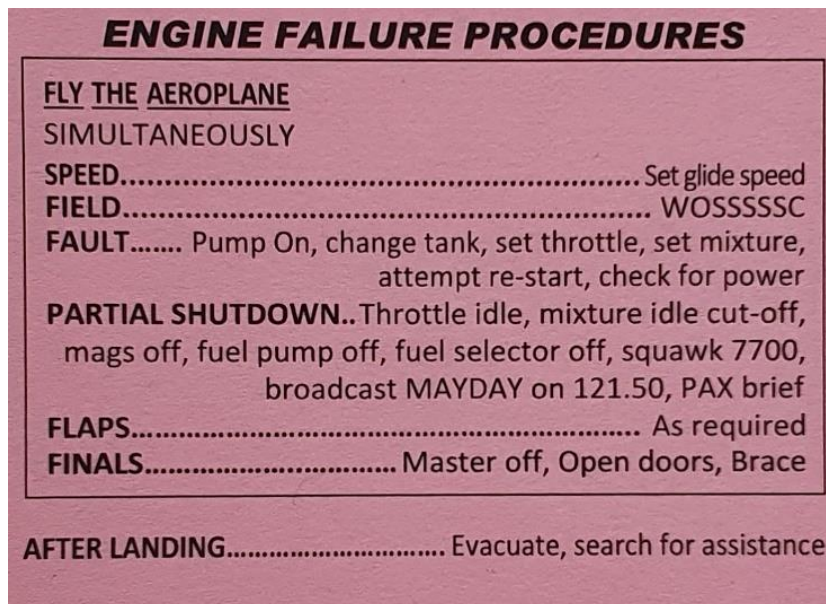 ENGINE FAILURE PROCEDURES
FLY THE AEROPLANE
SIMULTANEOUSLY
SPEED.......................................................Set glide speed
FIELD........................................................ WOSSSSSC
FAULT....... Pump On, change tank, set throttle, set mixture,
attempt re-start, check for power
PARTIAL SHUTDOWN..Throttle idle, mixture idle cut-off,
mags off, fuel pump off, fuel selector off, squawk 7700,
broadcast MAYDAY on 121.50, PAX brief
FLAPS...................................................... As required
FINALS.................................Master off, Open doors, Brace
AFTER LANDING.............................. Evacuate, search for assistance